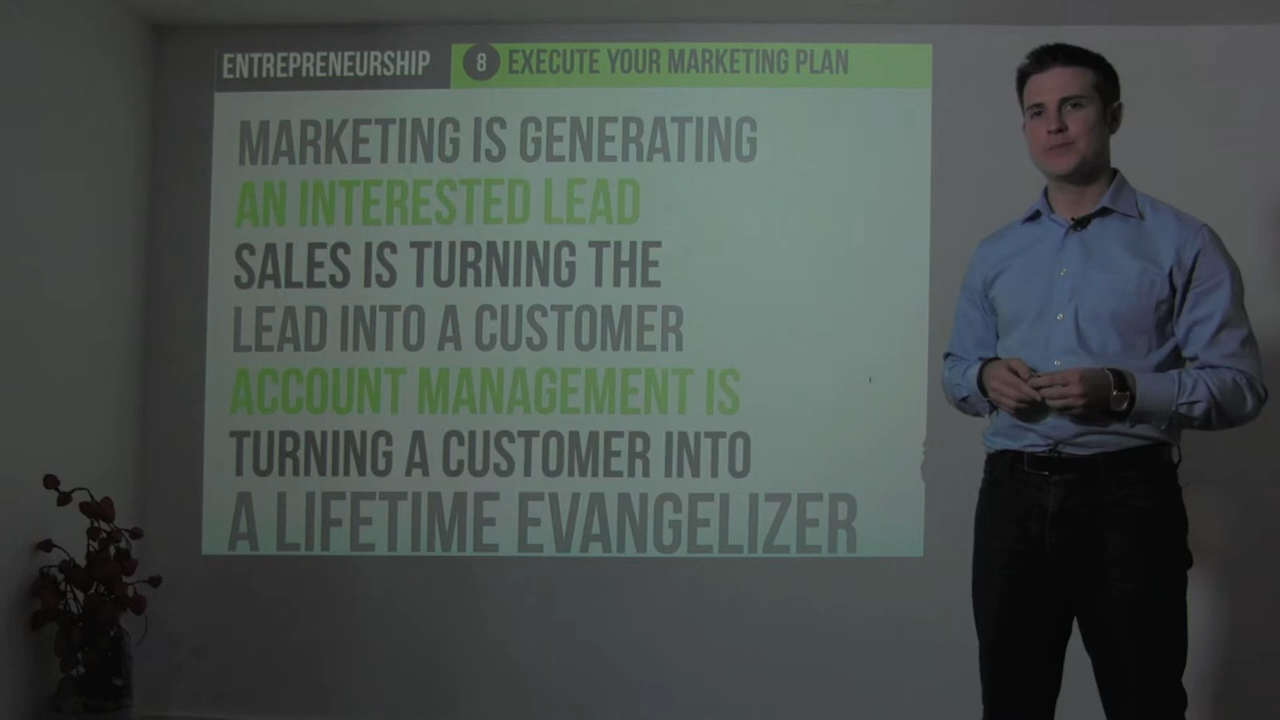 ENTREPRENEURSHIP
8 EXECUTE YOUR MARKETING PLAN
MARKETING IS GENERATING
AN INTERESTED LEAD
SALES IS TURNING THE
LEAD INTO A CUSTOMER
ACCOUNT MANAGEMENT IS
TURNING A CUSTOMER INTO
A LIFETIME EVANGELIZER